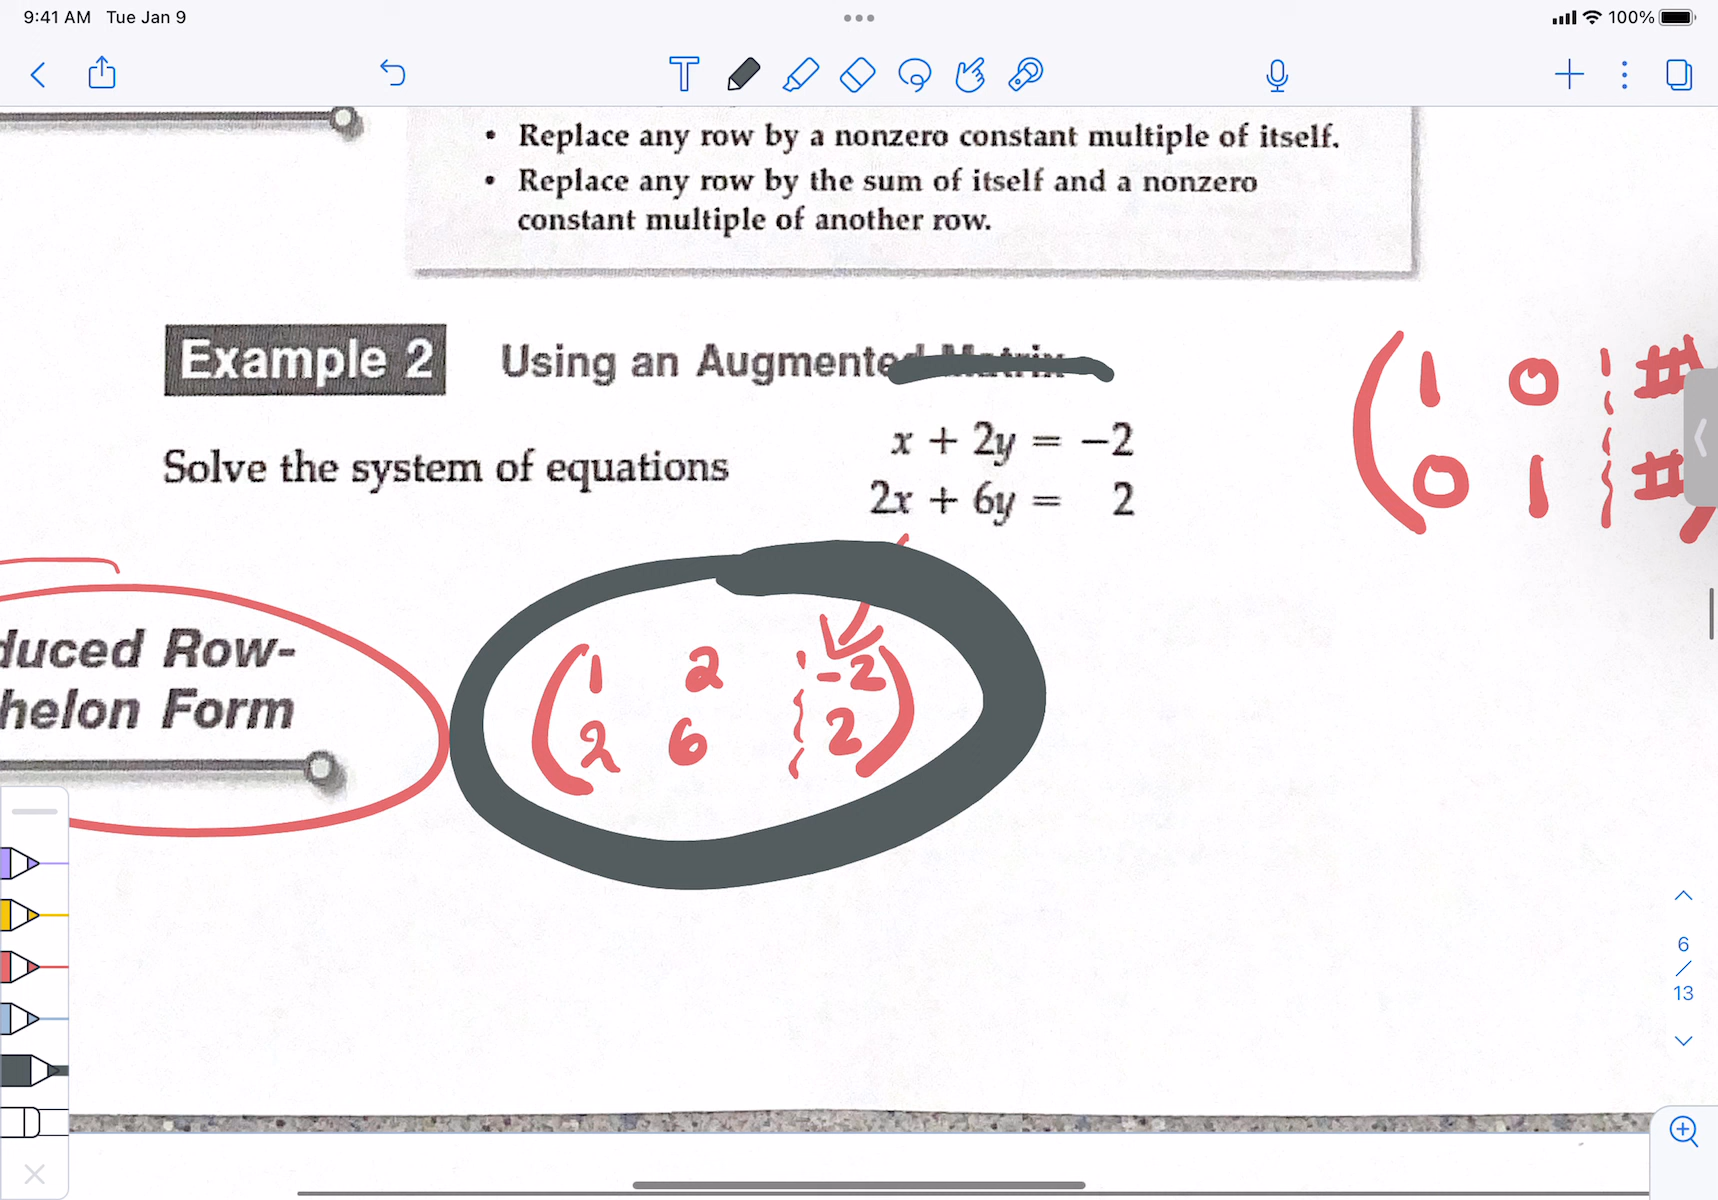 9:41 AM Tue Jan 9
100%
• Replace any row by a nonzero constant multiple of itself.
• Replace any row by the sum of itself and a nonzero
constant multiple of another row.
Example 2 Using an Augmented Matrix
Solve the system of equations
x + 2y = −2
2x + 6y = 2
( 1 0 ¦ #
0 1 ¦ # )
duced Row-
helon Form
( 1 2 ¦ -2
2 6 ¦ 2 )
6
/
13